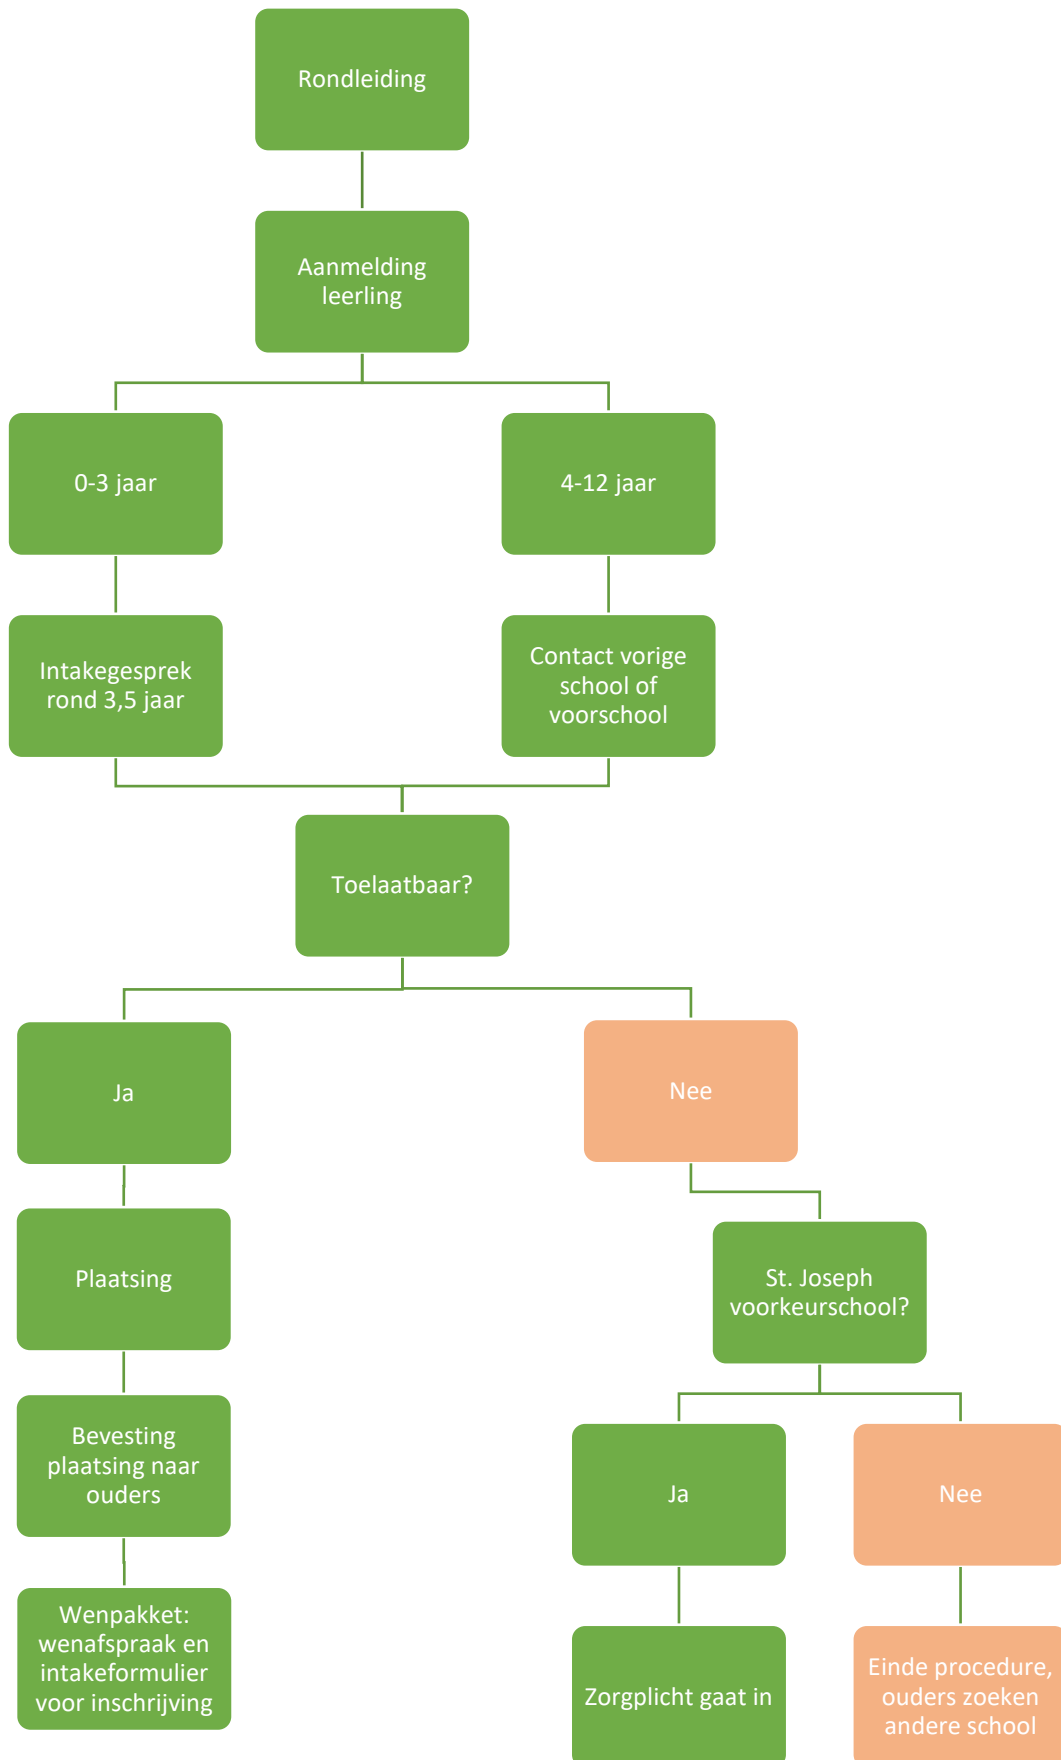 Rondleiding
Aanmelding
leerling
0-3 jaar
4-12 jaar
Intakegesprek
rond 3,5 jaar
Contact vorige
school of
voorschool
Toelaatbaar?
Ja
Nee
Plaatsing
St. Joseph
voorkeurschool?
Bevesting
plaatsing naar
ouders
Ja
Nee
Wenpakket:
wenafspraak en
intakeformulier
voor inschrijving
Zorgplicht gaat in
Einde procedure,
ouders zoeken
andere school